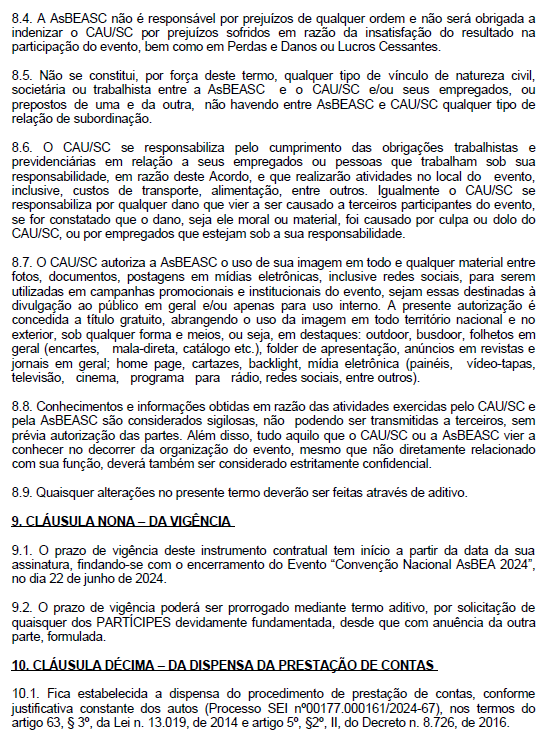 8.4. A AsBEASC não é responsável por prejuízos de qualquer ordem e não será obrigada a
indenizar o CAU/SC por prejuízos sofridos em razão da insatisfação do resultado na
participação do evento, bem como em Perdas e Danos ou Lucros Cessantes.
8.5. Não se constitui, por força deste termo, qualquer tipo de vínculo de natureza civil,
societária ou trabalhista entre a AsBEASC e o CAU/SC e/ou seus empregados, ou
prepostos de uma e da outra, não havendo entre AsBEASC e CAU/SC qualquer tipo de
relação de subordinação.
8.6. O CAU/SC se responsabiliza pelo cumprimento das obrigações trabalhistas e
previdenciárias em relação a seus empregados ou pessoas que trabalham sob sua
responsabilidade, em razão deste Acordo, e que realizarão atividades no local do evento,
inclusive, custos de transporte, alimentação, entre outros. Igualmente o CAU/SC se
responsabiliza por qualquer dano que vier a ser causado a terceiros participantes do evento,
se for constatado que o dano, seja ele moral ou material, foi causado por culpa ou dolo do
CAU/SC, ou por empregados que estejam sob a sua responsabilidade.
8.7. O CAU/SC autoriza a AsBEASC o uso de sua imagem em todo e qualquer material entre
fotos, documentos, postagens em mídias eletrônicas, inclusive redes sociais, para serem
utilizadas em campanhas promocionais e institucionais do evento, sejam essas destinadas à
divulgação ao público em geral e/ou apenas para uso interno. A presente autorização é
concedida a título gratuito, abrangendo o uso da imagem em todo território nacional e no
exterior, sob qualquer forma e meios, ou seja, em destaques: outdoor, busdoor, folhetos em
geral (encartes, mala-direta, catálogo etc.), folder de apresentação, anúncios em revistas e
jornais em geral; home page, cartazes, backlight, mídia eletrônica (painéis, vídeo-tapas,
televisão, cinema, programa para rádio, redes sociais, entre outros).
8.8. Conhecimentos e informações obtidas em razão das atividades exercidas pelo CAU/SC e
pela AsBEASC são considerados sigilosas, não podendo ser transmitidas a terceiros, sem
prévia autorização das partes. Além disso, tudo aquilo que o CAU/SC ou a AsBEASC vier a
conhecer no decorrer da organização do evento, mesmo que não diretamente relacionado
com sua função, deverá também ser considerado estritamente confidencial.
8.9. Quaisquer alterações no presente termo deverão ser feitas através de aditivo.
9. CLÁUSULA NONA – DA VIGÊNCIA
9.1. O prazo de vigência deste instrumento contratual tem início a partir da data da sua
assinatura, findando-se com o encerramento do Evento “Convenção Nacional AsBEA 2024”,
no dia 22 de junho de 2024.
9.2. O prazo de vigência poderá ser prorrogado mediante termo aditivo, por solicitação de
quaisquer dos PARTÍCIPES devidamente fundamentada, desde que com anuência da outra
parte, formulada.
10. CLÁUSULA DÉCIMA – DA DISPENSA DA PRESTAÇÃO DE CONTAS
10.1. Fica estabelecida a dispensa do procedimento de prestação de contas, conforme
justificativa constante dos autos (Processo SEI nº00177.000161/2024-67), nos termos do
artigo 63, § 3º, da Lei n. 13.019, de 2014 e artigo 5º, §2º, II, do Decreto n. 8.726, de 2016.